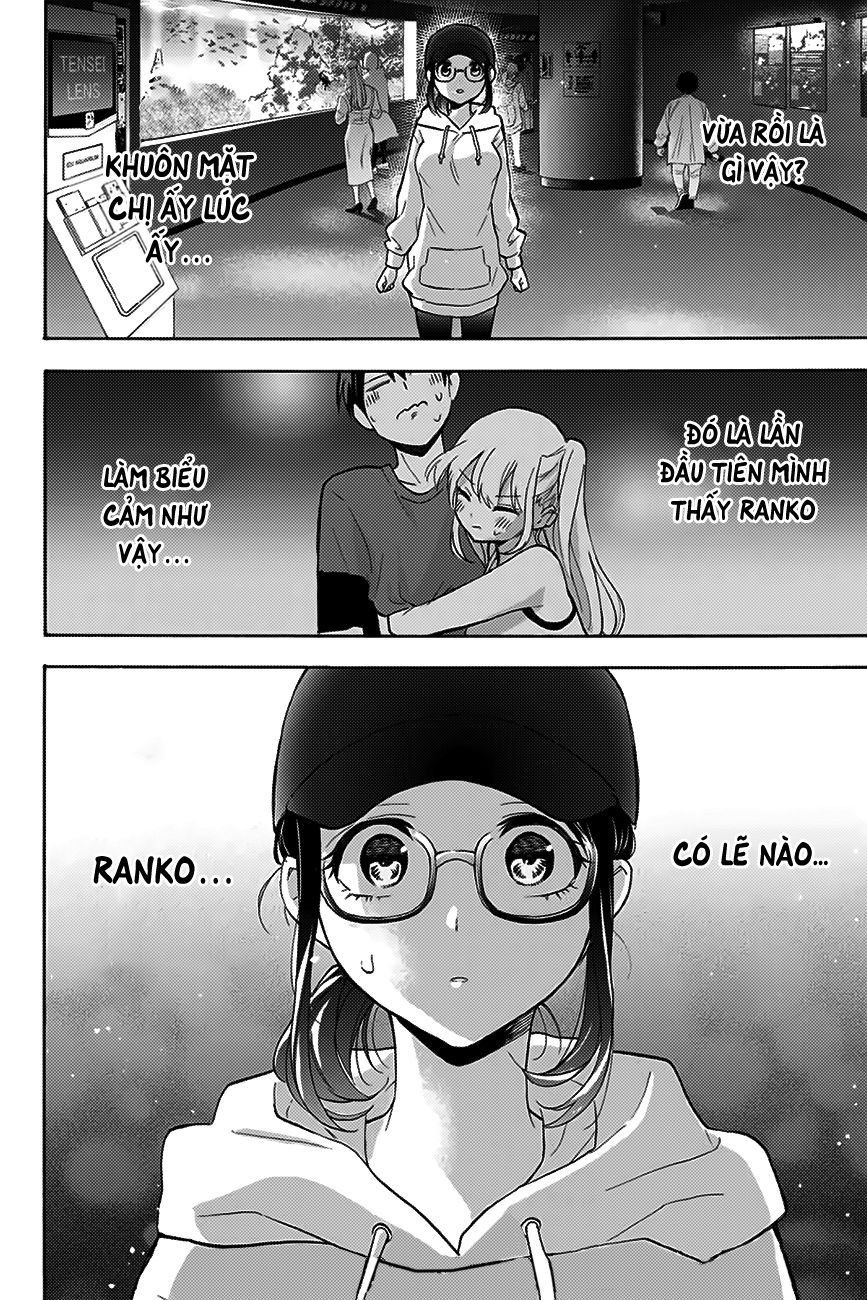 VỪA RỒI LÀ
GÌ VẬY?
TENSEI
LENS
KHUÔN MẶT
CHỊ ẤY LÚC
ẤY...
ĐÓ LÀ LẦN
ĐẦU TIÊN MÌNH
THẤY RANKO
LÀM BIỂU
CẢM NHƯ
VẬY...
CÓ LẼ NÀO...
RANKO...